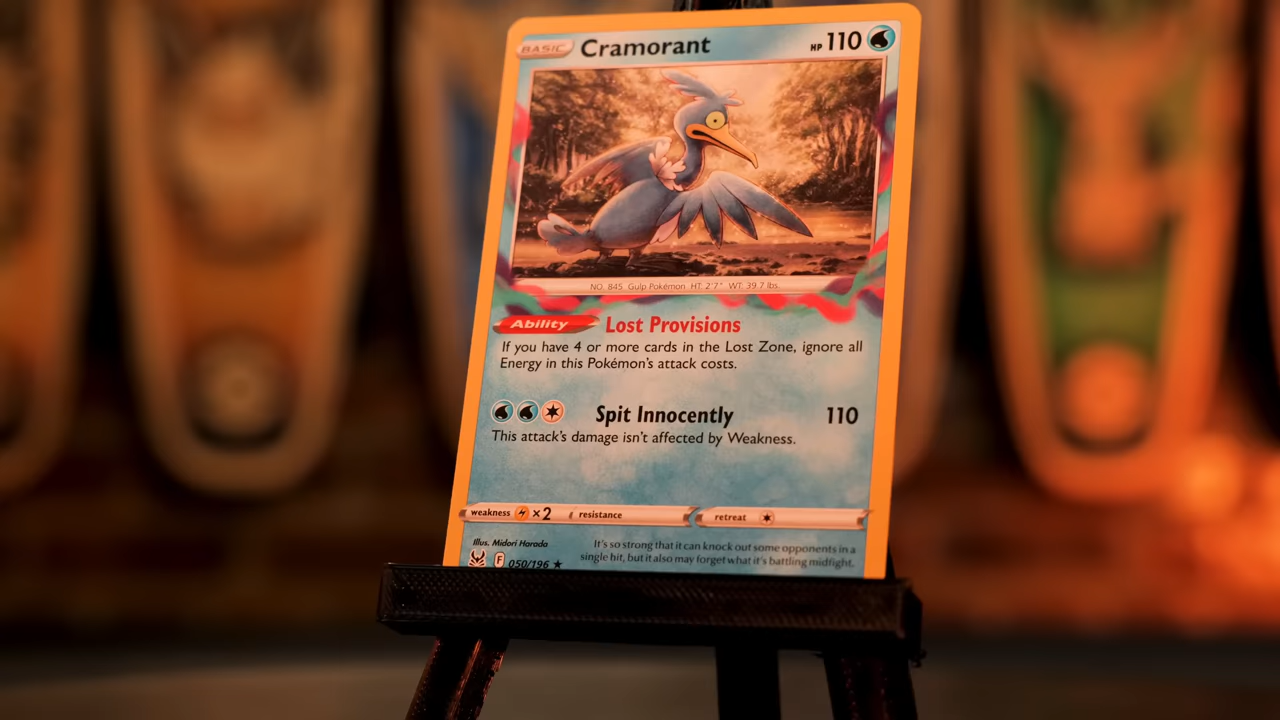 BASIC Cramorant HP 110
NO. 845 Gulp Pokémon HT: 2'7" WT: 39.7 lbs.
Ability Lost Provisions
If you have 4 or more cards in the Lost Zone, ignore all
Energy in this Pokémon's attack costs.
Spit Innocently 110
This attack's damage isn't affected by Weakness.
weakness ×2 resistance retreat
Illus. Midori Harada
It's so strong that it can knock out some opponents in a
single hit, but it also may forget what it's battling midfight.
F 050/196 ★